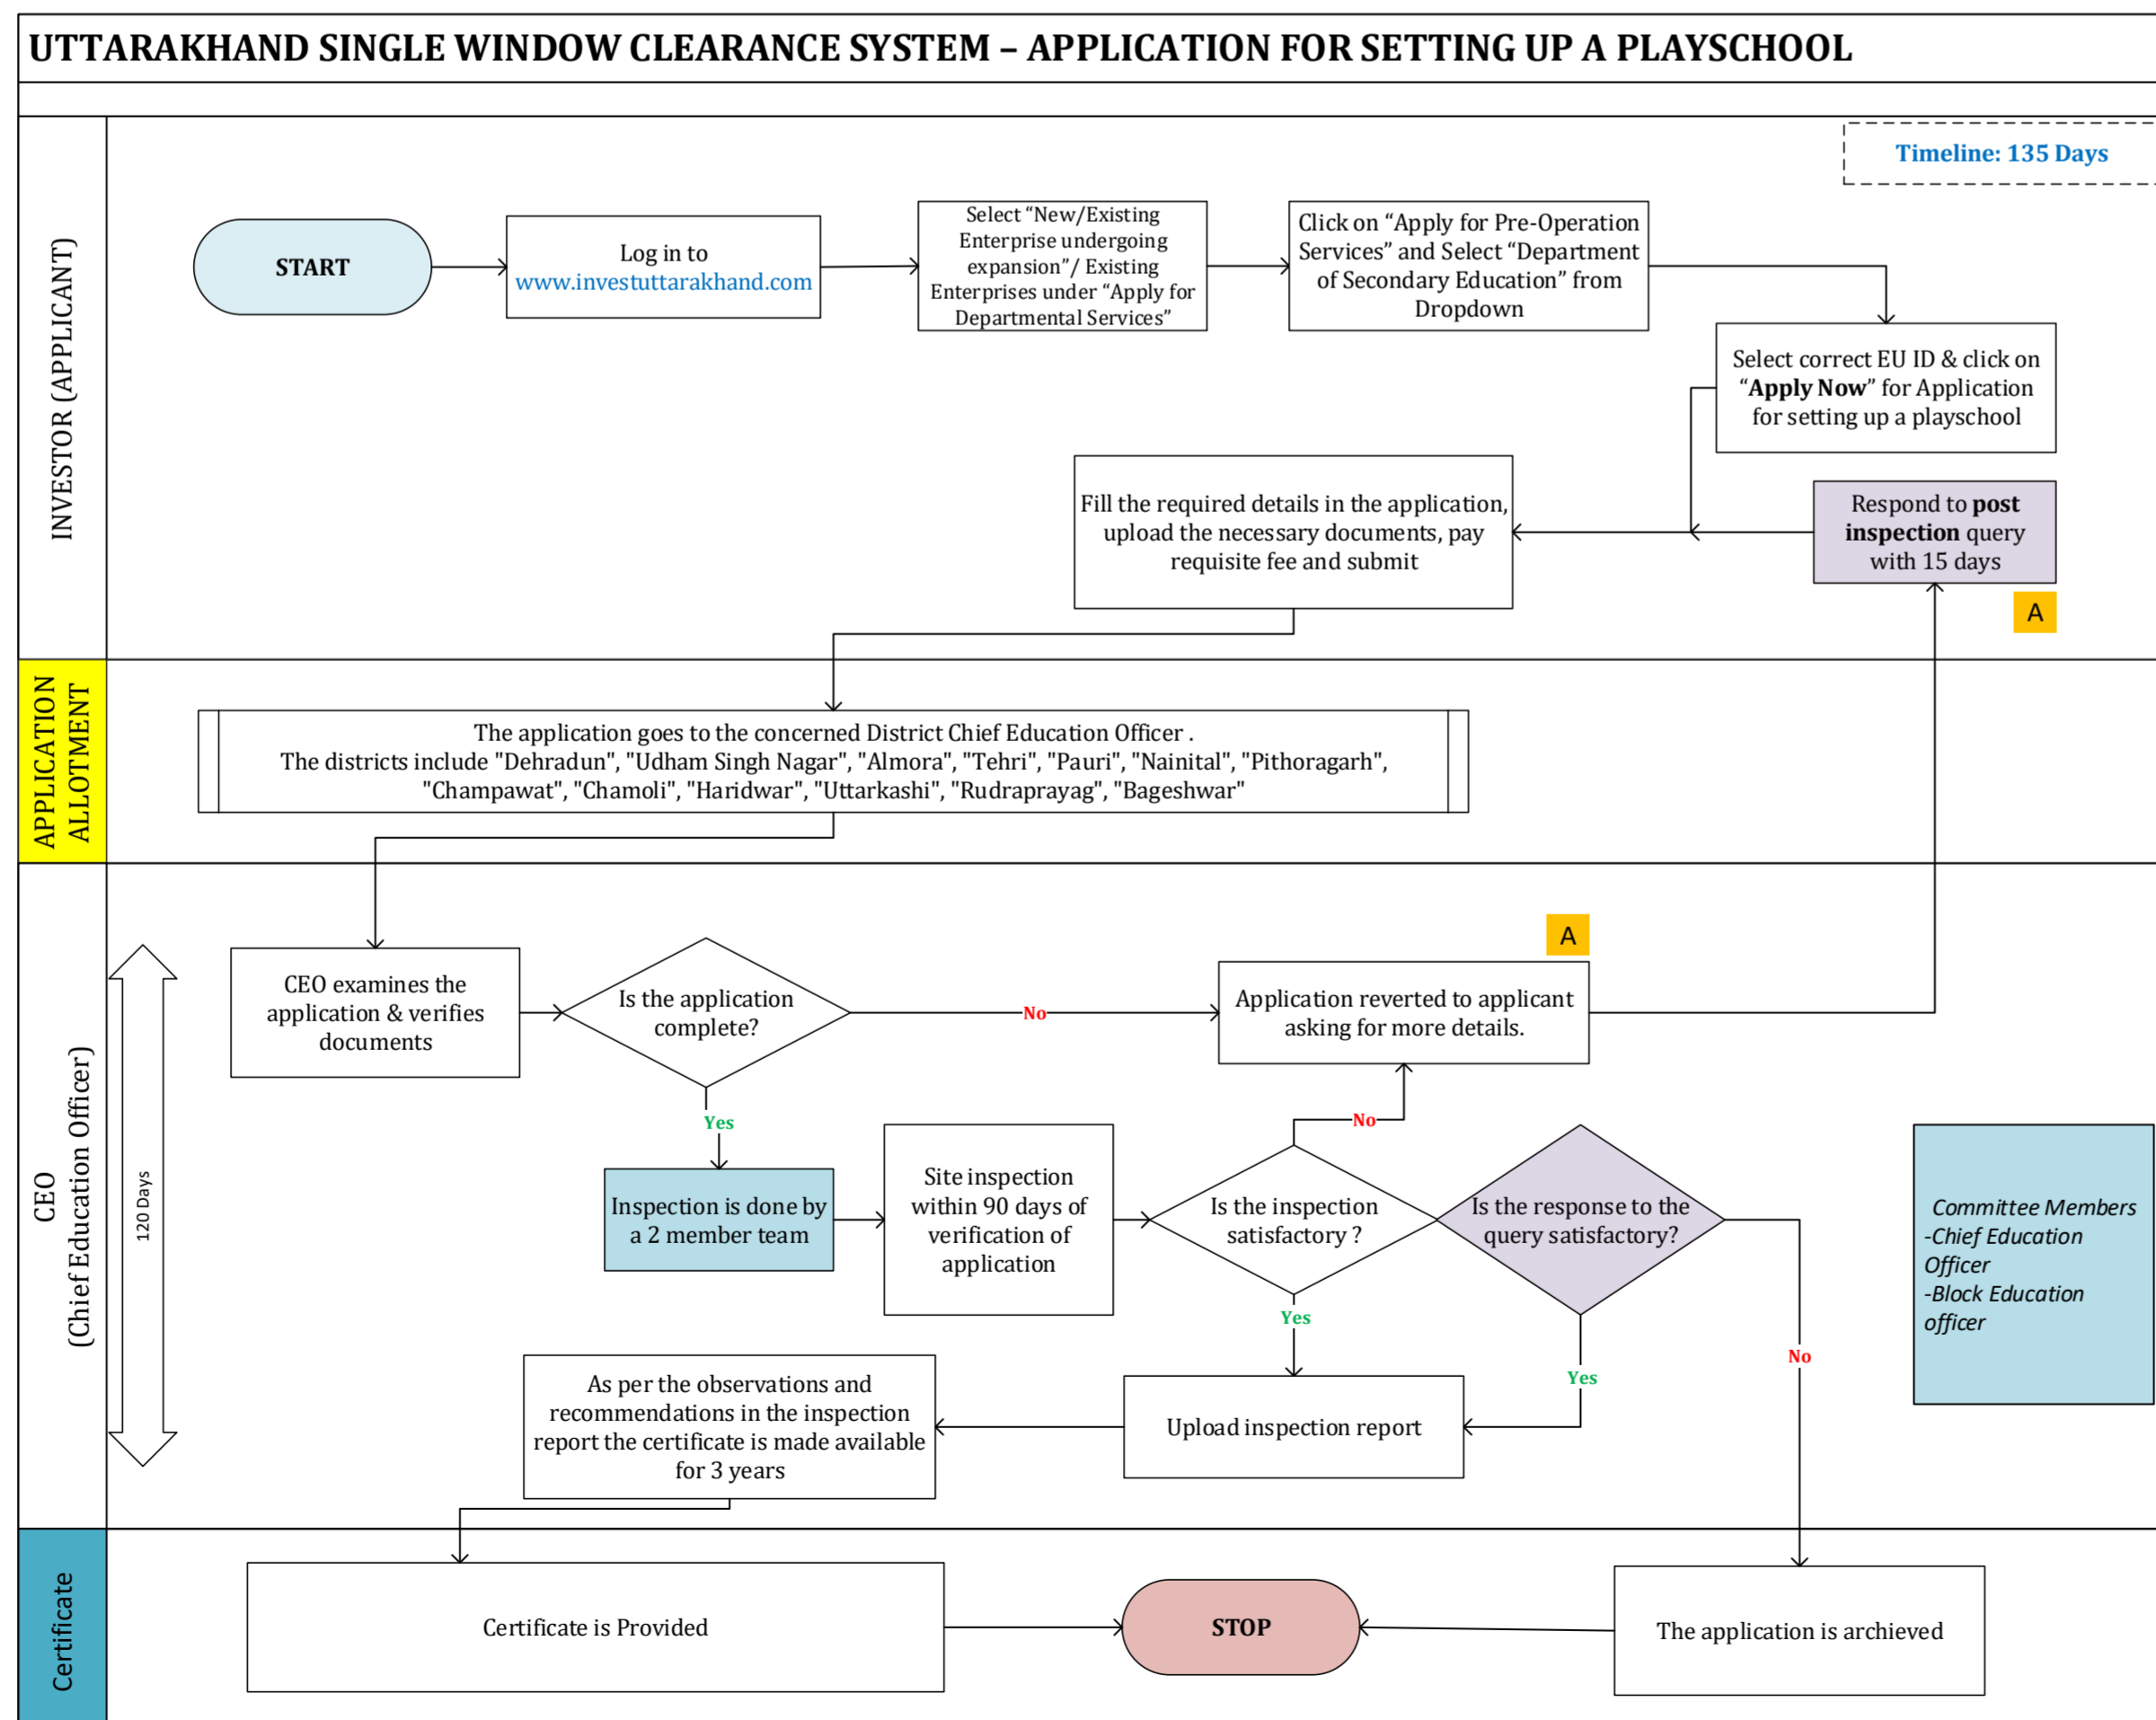 UTTARAKHAND SINGLE WINDOW CLEARANCE SYSTEM – APPLICATION FOR SETTING UP A PLAYSCHOOL
Timeline: 135 Days
INVESTOR (APPLICANT)
START
Log in to
www.investuttarakhand.com
Select “New/Existing
Enterprise undergoing
expansion”/ Existing
Enterprises under “Apply for
Departmental Services”
Click on “Apply for Pre-Operation
Services” and Select “Department
of Secondary Education” from
Dropdown
Select correct EU ID & click on
“Apply Now” for Application
for setting up a playschool
Fill the required details in the application,
upload the necessary documents, pay
requisite fee and submit
Respond to post
inspection query
with 15 days
A
APPLICATION
ALLOTMENT
The application goes to the concerned District Chief Education Officer .
The districts include "Dehradun", "Udham Singh Nagar", "Almora", "Tehri", "Pauri", "Nainital", "Pithoragarh",
"Champawat", "Chamoli", "Haridwar", "Uttarkashi", "Rudraprayag", "Bageshwar"
CEO
(Chief Education Officer)
120 Days
CEO examines the
application & verifies
documents
Is the application
complete?
No
A
Application reverted to applicant
asking for more details.
Yes
Inspection is done by
a 2 member team
Site inspection
within 90 days of
verification of
application
Is the inspection
satisfactory ?
No
Is the response to the
query satisfactory?
Committee Members
-Chief Education
Officer
-Block Education
officer
Yes
Yes
No
As per the observations and
recommendations in the inspection
report the certificate is made available
for 3 years
Upload inspection report
Certificate
Certificate is Provided
STOP
The application is archieved